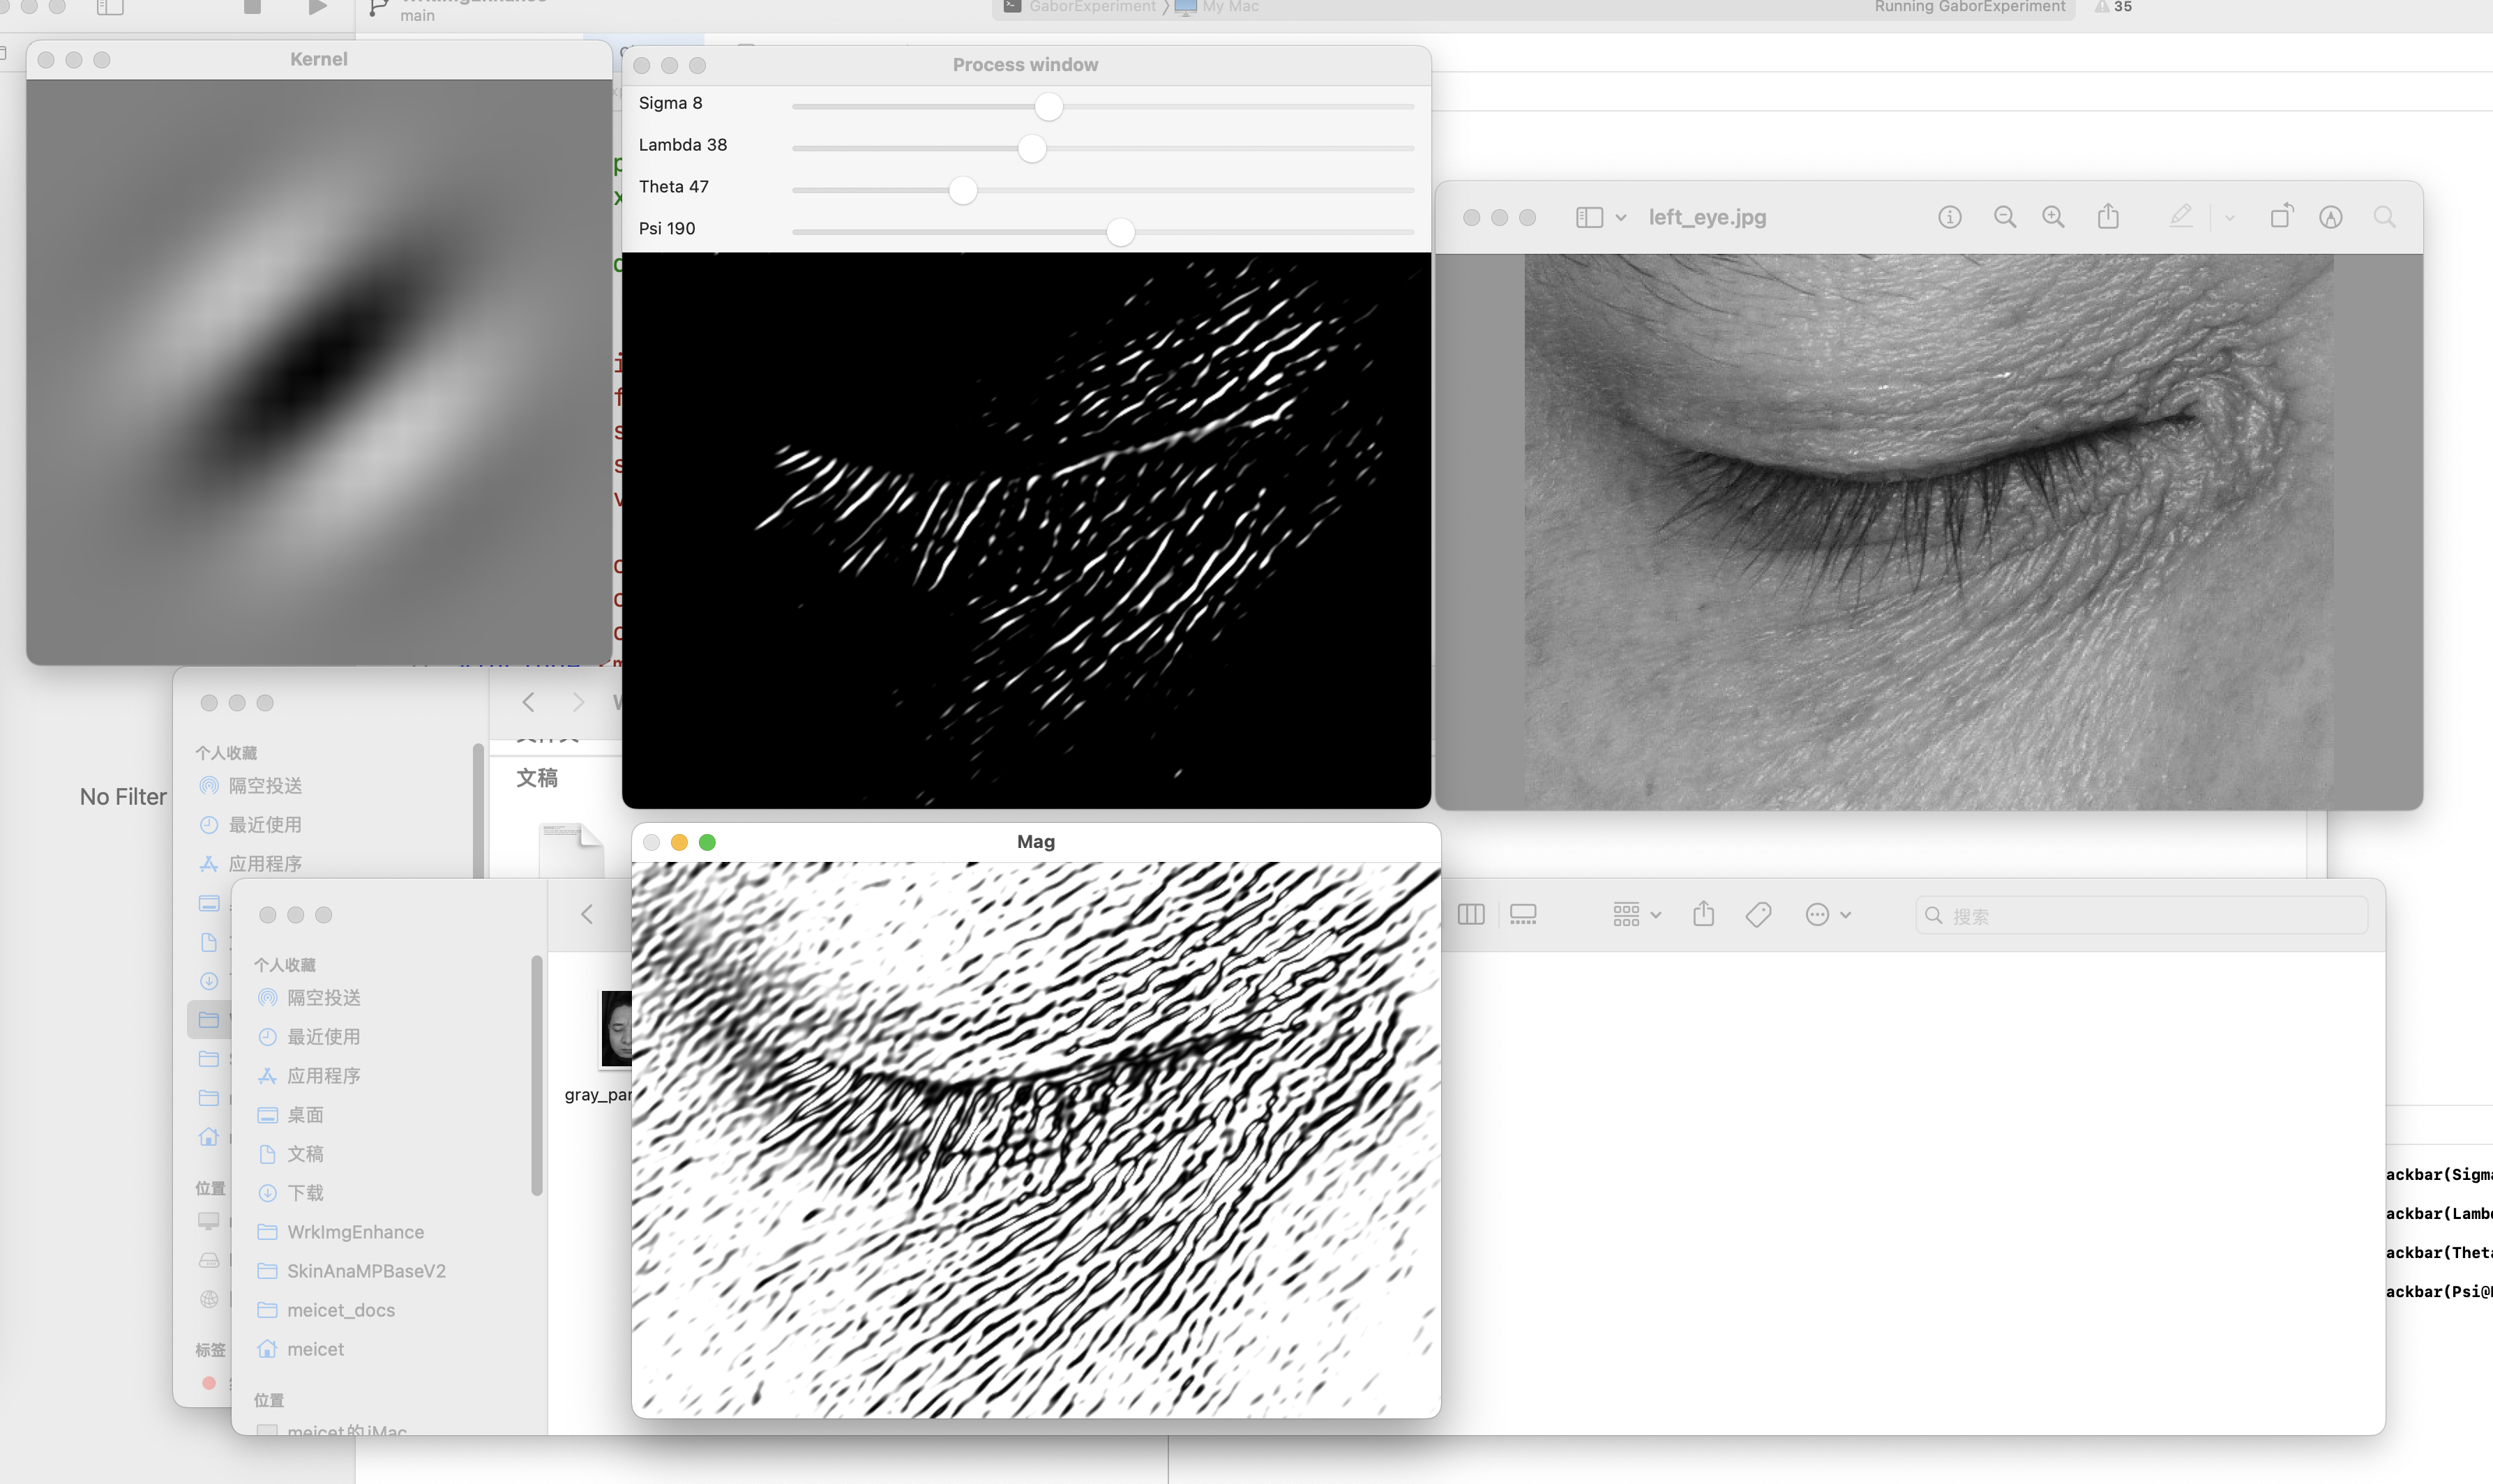 main
GaborExperiment
My Mac
Running GaborExperiment
35
Kernel
Process window
Sigma 8
Lambda 38
Theta 47
Psi 190
left_eye.jpg
No Filter
个人收藏
隔空投送
最近使用
应用程序
位置
标签
文稿
Mag
搜索
个人收藏
隔空投送
最近使用
应用程序
桌面
文稿
下载
WrkImgEnhance
SkinAnaMPBaseV2
meicet_docs
meicet
位置
meicet的iMac
gray_par
ackbar(Sigma
ackbar(Lamb
ackbar(Theta
ackbar(Psi@